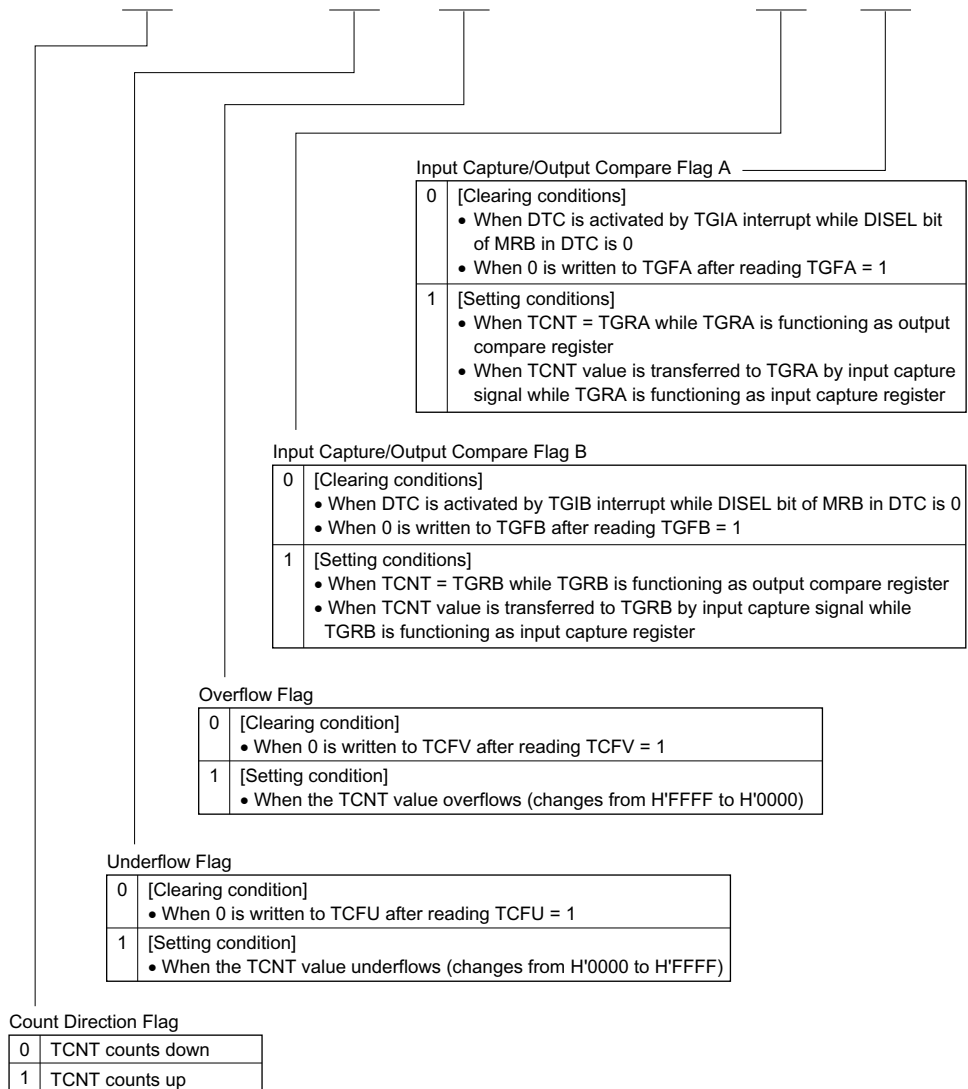 Input Capture/Output Compare Flag A
0 [Clearing conditions]
• When DTC is activated by TGIA interrupt while DISEL bit
of MRB in DTC is 0
• When 0 is written to TGFA after reading TGFA = 1
1 [Setting conditions]
• When TCNT = TGRA while TGRA is functioning as output
compare register
• When TCNT value is transferred to TGRA by input capture
signal while TGRA is functioning as input capture register
Input Capture/Output Compare Flag B
0 [Clearing conditions]
• When DTC is activated by TGIB interrupt while DISEL bit of MRB in DTC is 0
• When 0 is written to TGFB after reading TGFB = 1
1 [Setting conditions]
• When TCNT = TGRB while TGRB is functioning as output compare register
• When TCNT value is transferred to TGRB by input capture signal while
TGRB is functioning as input capture register
Overflow Flag
0 [Clearing condition]
• When 0 is written to TCFV after reading TCFV = 1
1 [Setting condition]
• When the TCNT value overflows (changes from H'FFFF to H'0000)
Underflow Flag
0 [Clearing condition]
• When 0 is written to TCFU after reading TCFU = 1
1 [Setting condition]
• When the TCNT value underflows (changes from H'0000 to H'FFFF)
Count Direction Flag
0 TCNT counts down
1 TCNT counts up